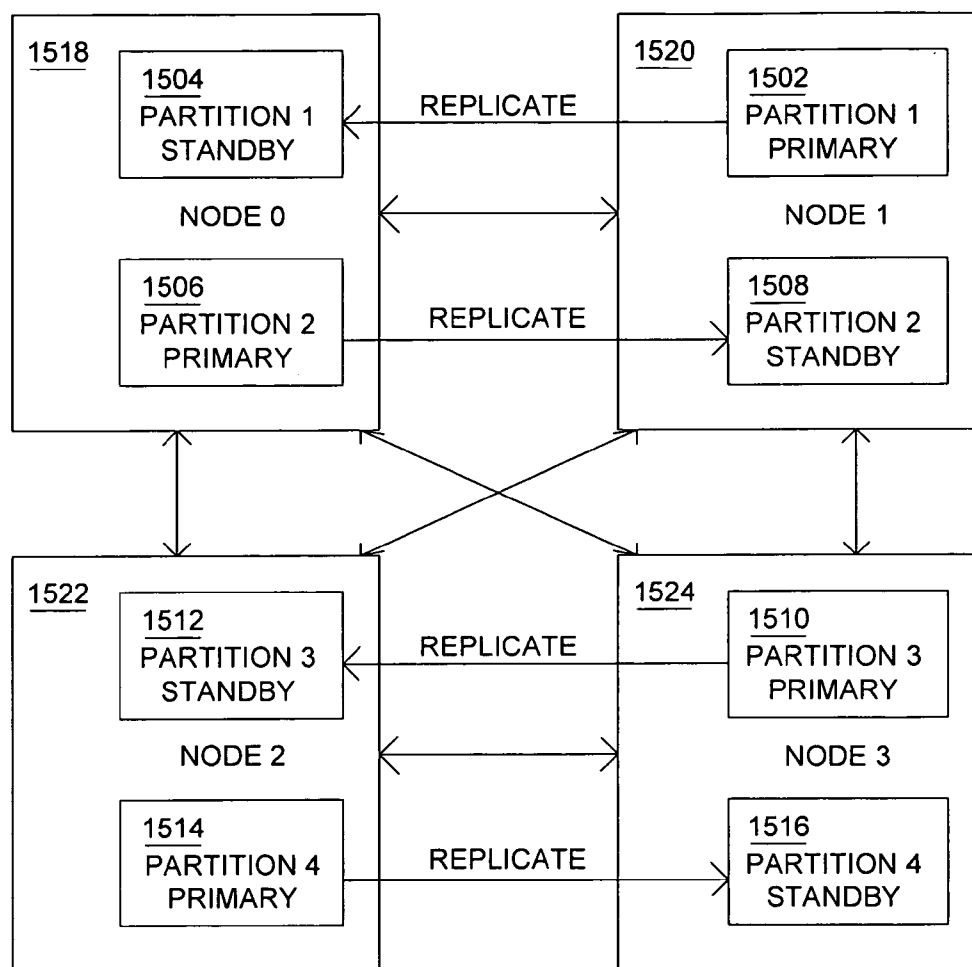 1518
1504
PARTITION 1
STANDBY
NODE 0
1506
PARTITION 2
PRIMARY
REPLICATE
REPLICATE
1520
1502
PARTITION 1
PRIMARY
NODE 1
1508
PARTITION 2
STANDBY
1522
1512
PARTITION 3
STANDBY
NODE 2
1514
PARTITION 4
PRIMARY
REPLICATE
REPLICATE
1524
1510
PARTITION 3
PRIMARY
NODE 3
1516
PARTITION 4
STANDBY